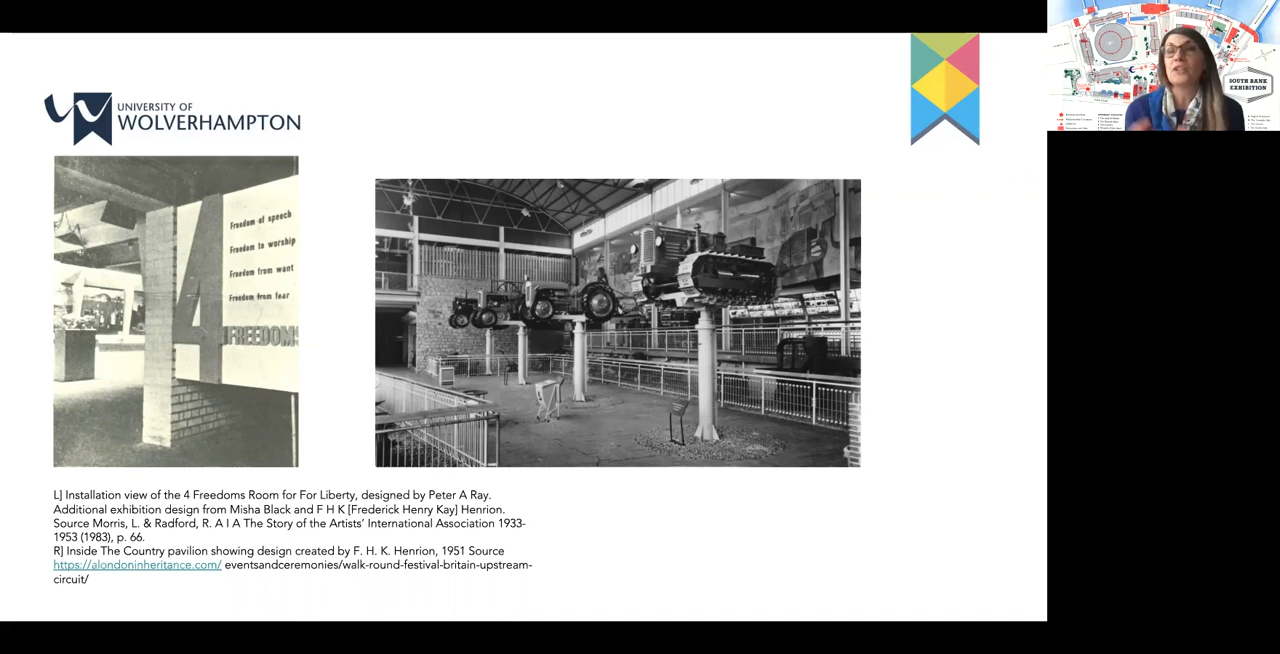 UNIVERSITY OF
WOLVERHAMPTON
Freedom of speech
Freedom to worship
Freedom from want
Freedom from fear
4
FREEDOMS
L] Installation view of the 4 Freedoms Room for For Liberty, designed by Peter A Ray.
Additional exhibition design from Misha Black and F H K [Frederick Henry Kay] Henrion.
Source Morris, L. & Radford, R. A I A The Story of the Artists' International Association 1933-
1953 (1983), p. 66.
R] Inside The Country pavilion showing design created by F. H. K. Henrion, 1951 Source
https://alondoninheritance.com/ eventsandceremonies/walk-round-festival-britain-upstream-
circuit/
SOUTH BANK
EXHIBITION